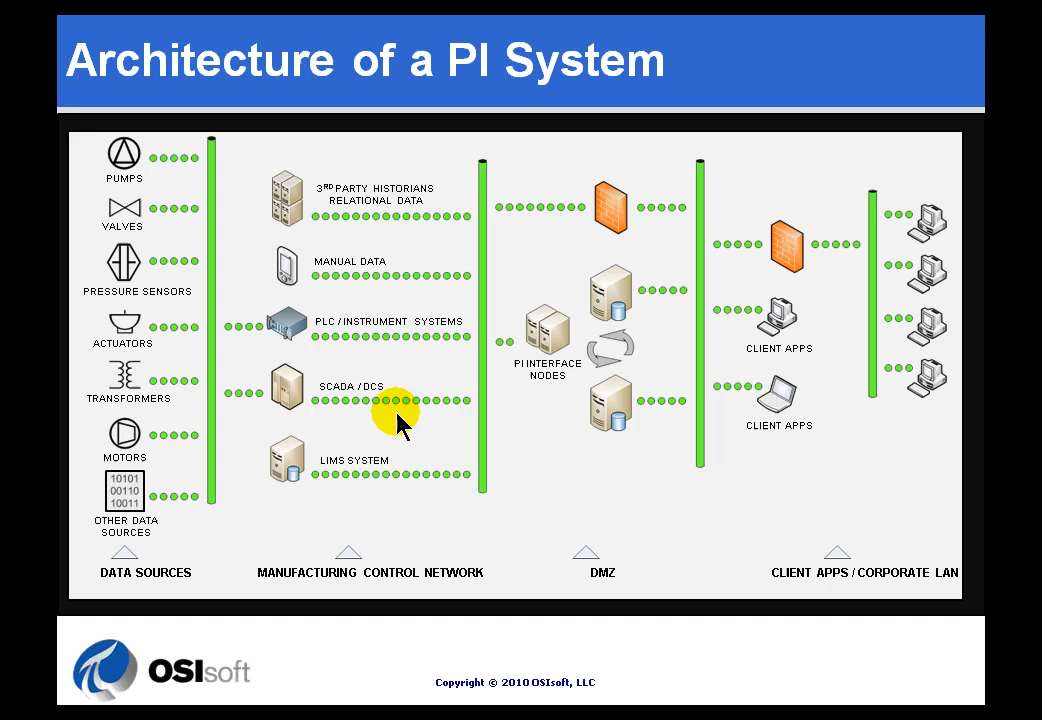 Architecture of a PI System
PUMPS
VALVES
PRESSURE SENSORS
ACTUATORS
TRANSFORMERS
MOTORS
10101
00110
10011
OTHER DATA
SOURCES
3RD PARTY HISTORIANS
RELATIONAL DATA
MANUAL DATA
PLC / INSTRUMENT SYSTEMS
SCADA / DCS
LIMS SYSTEM
PI INTERFACE
NODES
CLIENT APPS
CLIENT APPS
DATA SOURCES
MANUFACTURING CONTROL NETWORK
DMZ
CLIENT APPS / CORPORATE LAN
OSIsoft
Copyright © 2010 OSIsoft, LLC